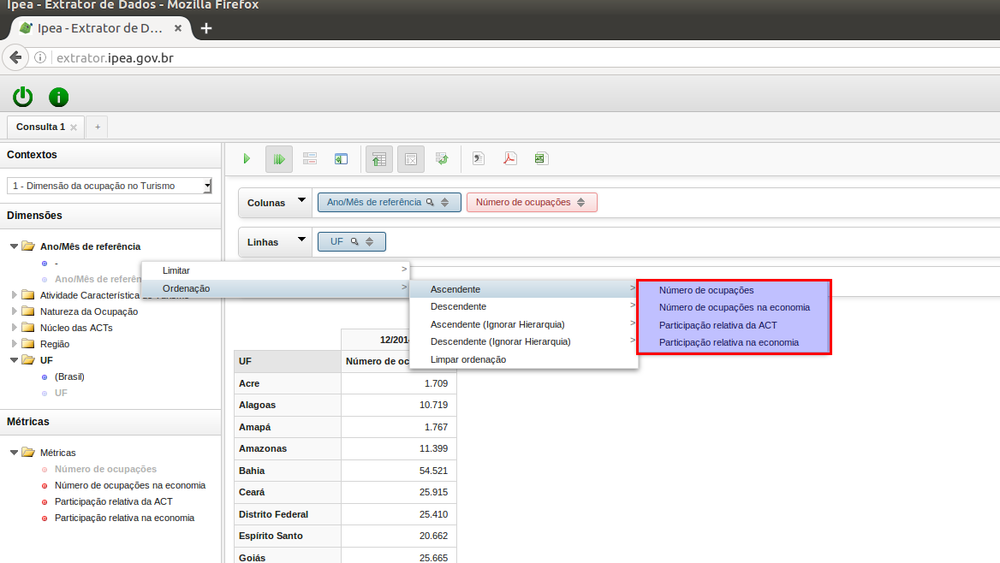 Ipea - Extrator de Dados - Mozilla Firefox
Ipea - Extrator de D...
extrator.ipea.gov.br
Consulta 1
Contextos
1 - Dimensão da ocupação no Turismo
Dimensões
Ano/Mês de referência
-
Ano/Mês de referên
Atividade Característica
Natureza da Ocupação
Núcleo das ACTs
Região
UF
(Brasil)
UF
Métricas
Métricas
Número de ocupações
Número de ocupações na economia
Participação relativa da ACT
Participação relativa na economia
Colunas
Ano/Mês de referência
Número de ocupações
Linhas
UF
Limitar >
Ordenação >
Ascendente >
Descendente >
Ascendente (Ignorar Hierarquia) >
Descendente (Ignorar Hierarquia) >
Limpar ordenação
Número de ocupações
Número de ocupações na economia
Participação relativa da ACT
Participação relativa na economia
12/201
UF Número de oc
Acre 1.709
Alagoas 10.719
Amapá 1.767
Amazonas 11.399
Bahia 54.521
Ceará 25.915
Distrito Federal 25.410
Espírito Santo 20.662
Goiás 25.665